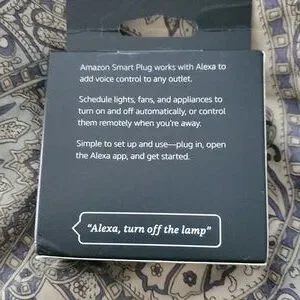 Amazon Smart Plug works with Alexa to
add voice control to any outlet.
Schedule lights, fans, and appliances to
turn on and off automatically, or control
them remotely when you're away.
Simple to set up and use—plug in, open
the Alexa app, and get started.
"Alexa, turn off the lamp"